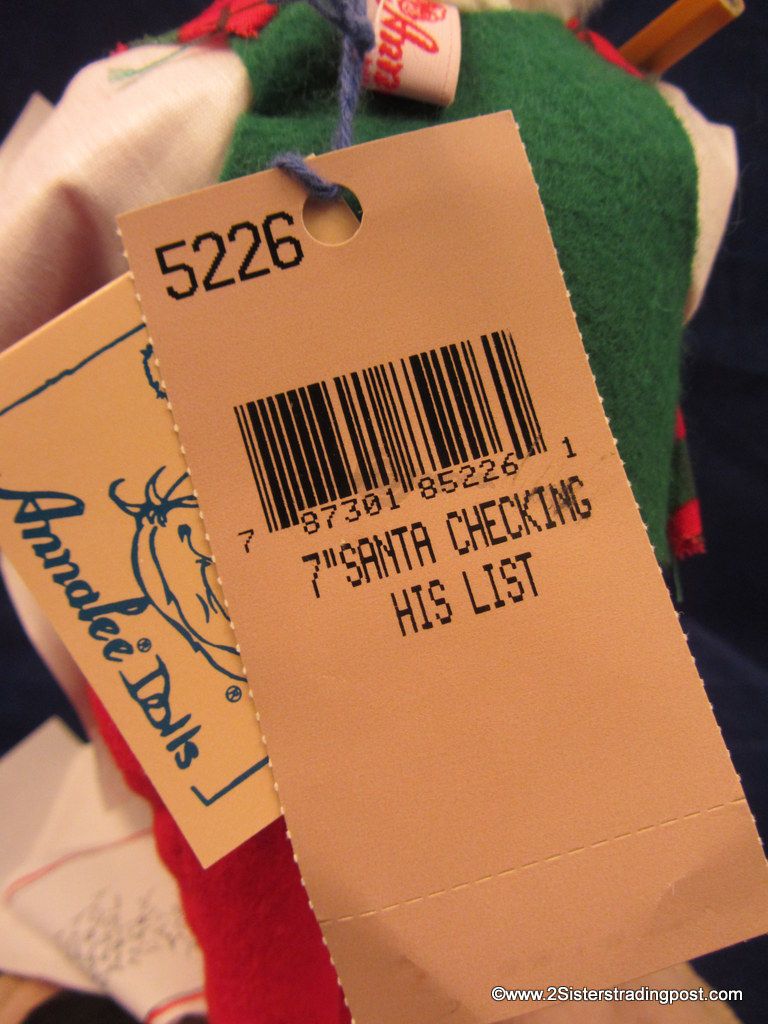 5226
7 87301 85226 1
7"SANTA CHECKING
HIS LIST
Annalee® Dolls
®
©www.2Sisterstradingpost.com